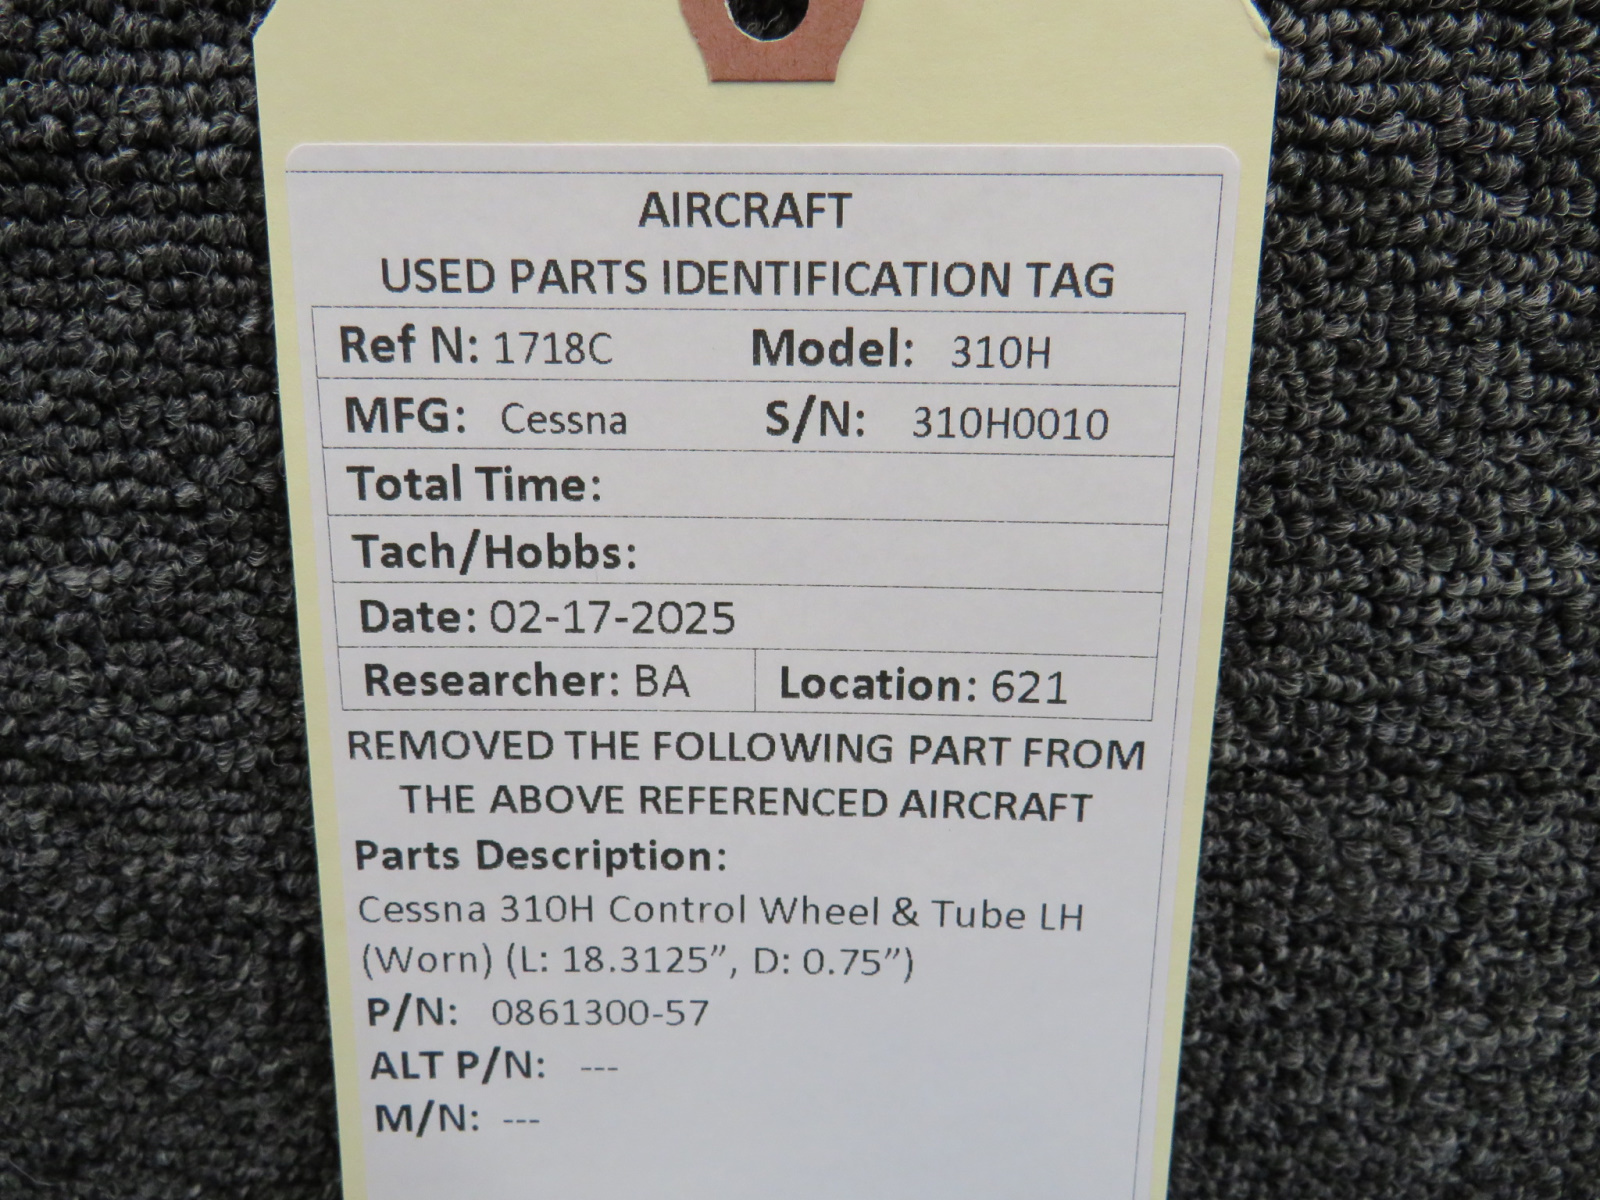 AIRCRAFT
USED PARTS IDENTIFICATION TAG
Ref N: 1718C Model: 310H
MFG: Cessna S/N: 310H0010
Total Time:
Tach/Hobbs:
Date: 02-17-2025
Researcher: BA Location: 621
REMOVED THE FOLLOWING PART FROM
THE ABOVE REFERENCED AIRCRAFT
Parts Description:
Cessna 310H Control Wheel & Tube LH
(Worn) (L: 18.3125”, D: 0.75”)
P/N: 0861300-57
ALT P/N: ---
M/N: ---